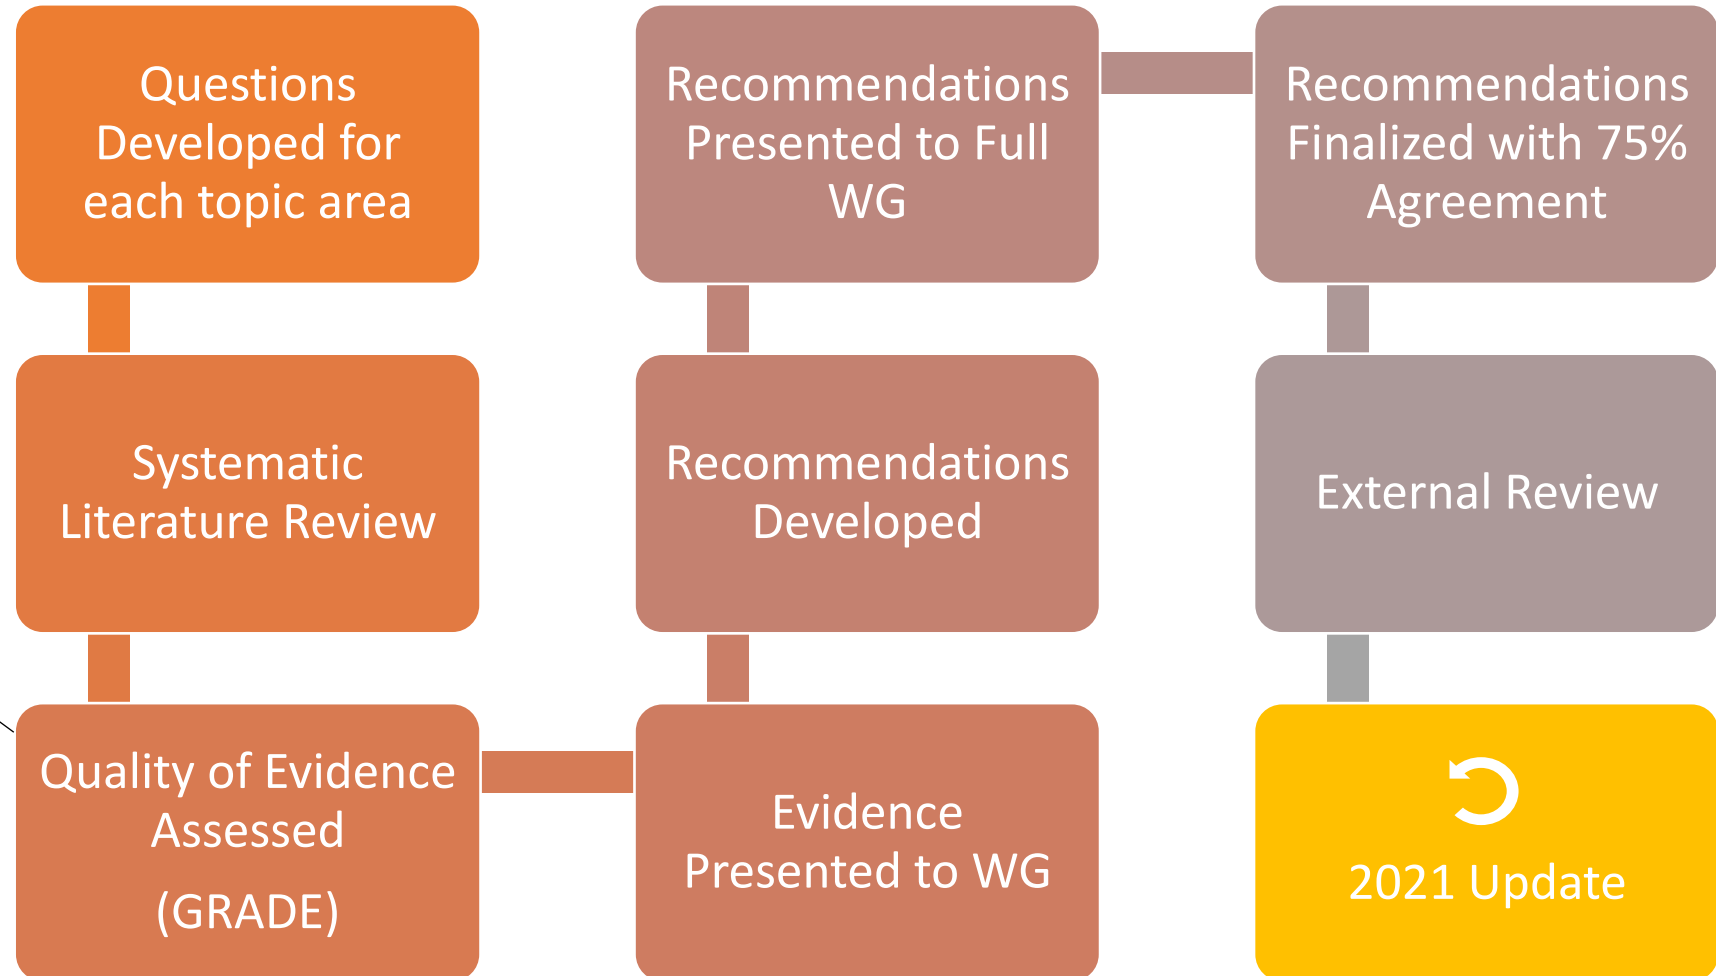 Questions
Developed for
each topic area
Systematic
Literature Review
Quality of Evidence
Assessed
(GRADE)
Evidence
Presented to WG
Recommendations
Developed
Recommendations
Presented to Full
WG
Recommendations
Finalized with 75%
Agreement
External Review
2021 Update